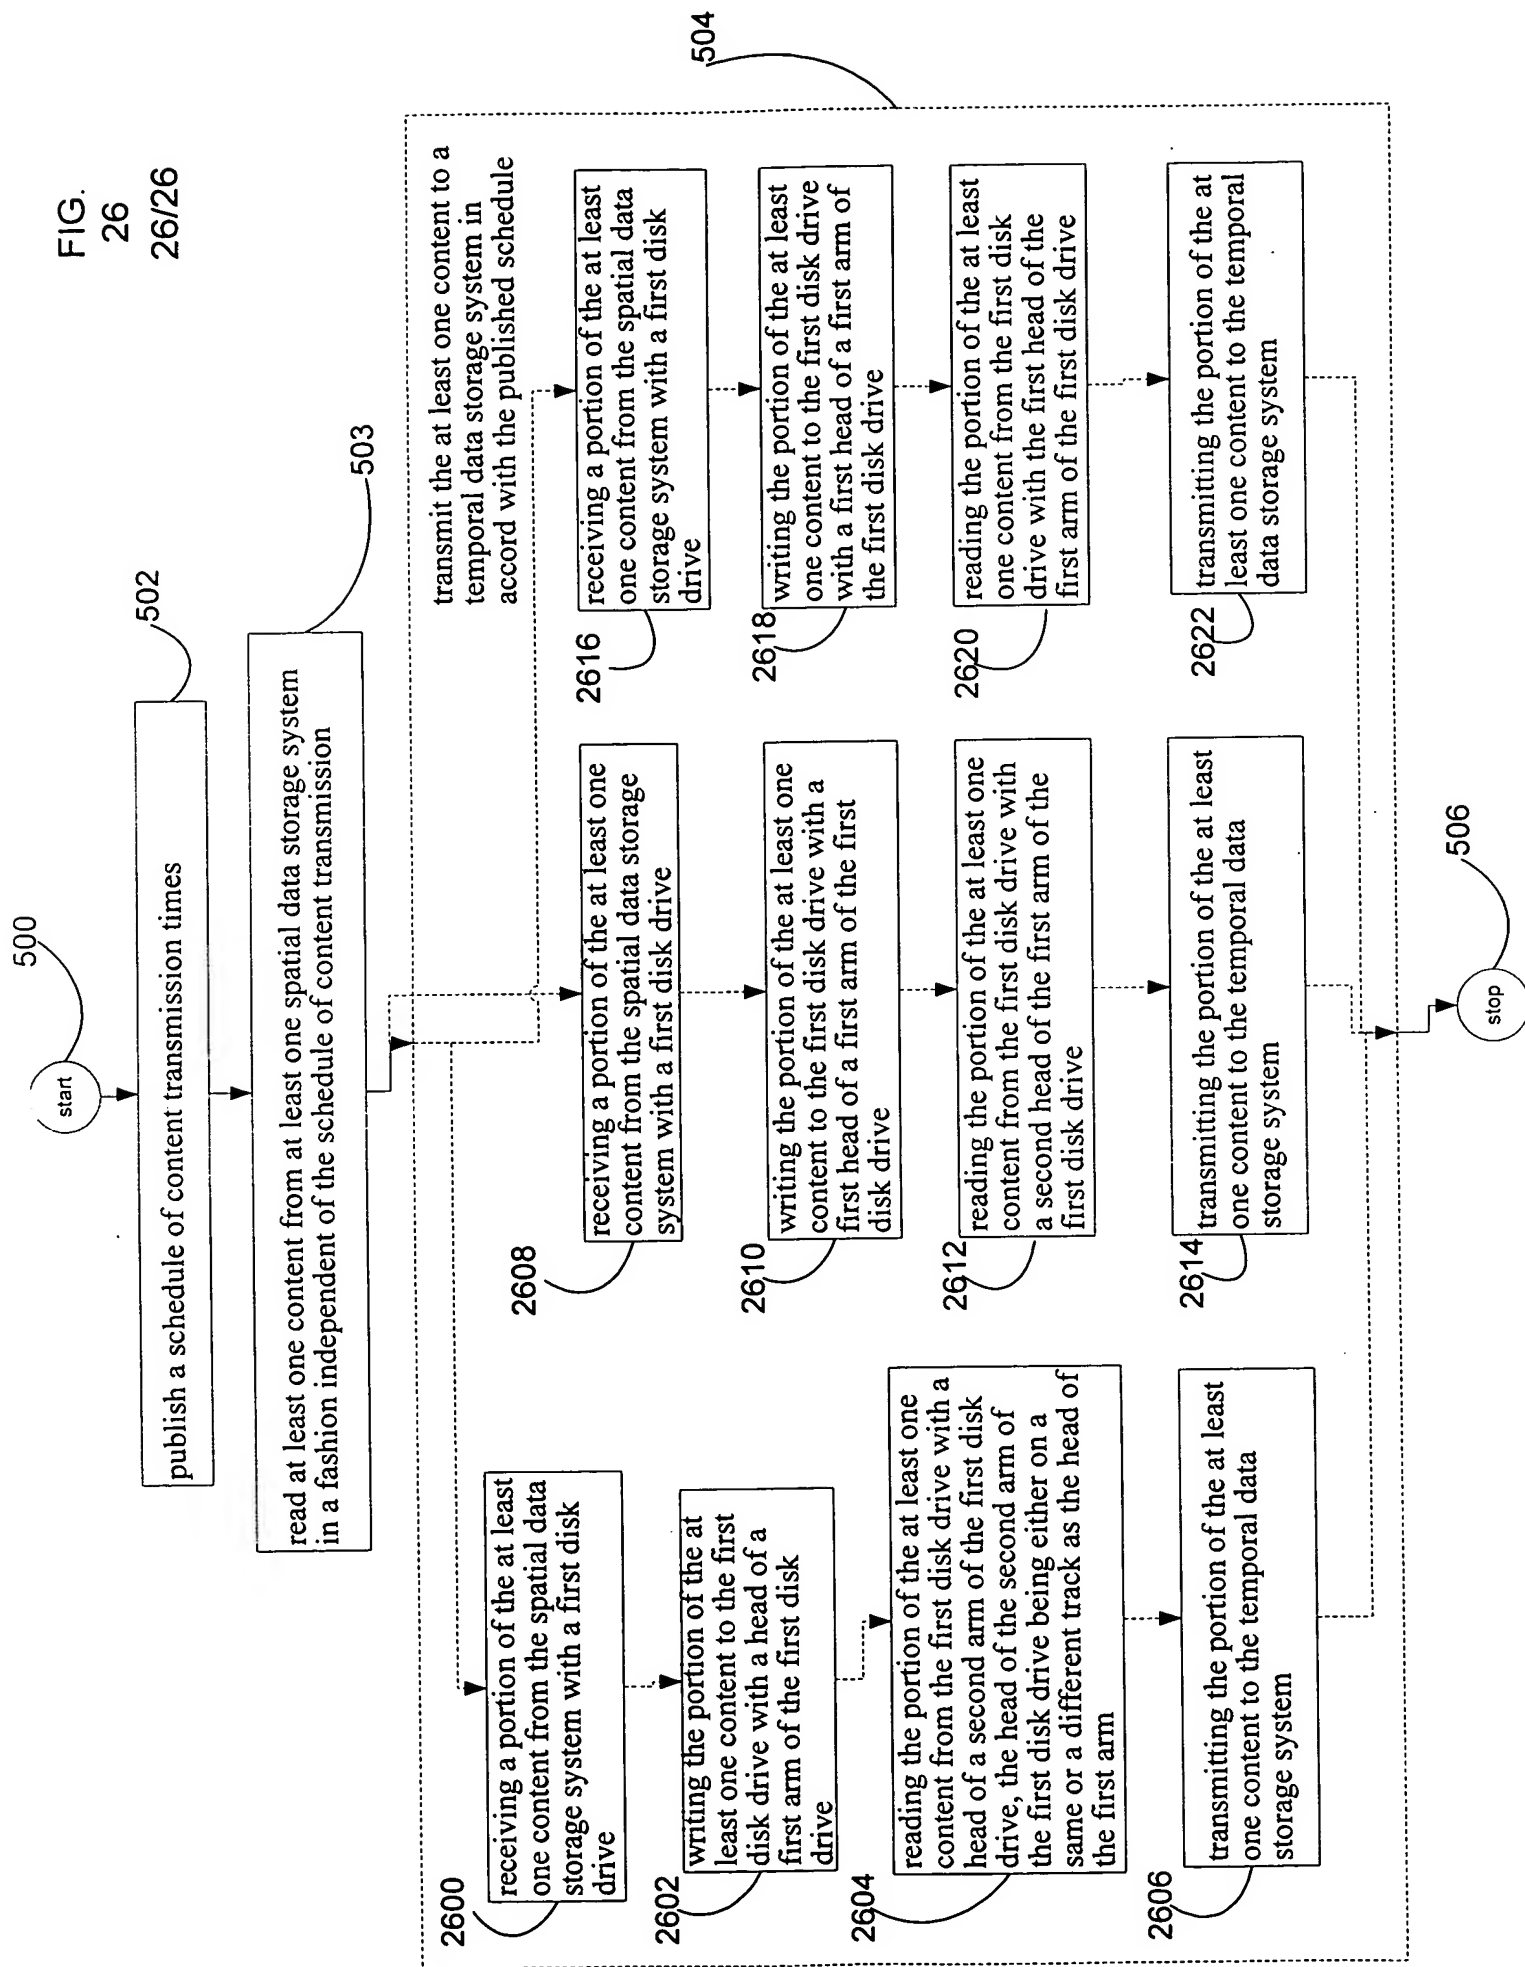 FIG.
26
26/26
500
start
502
publish a schedule of content transmission times
503
read at least one content from at least one spatial data storage system
in a fashion independent of the schedule of content transmission
504
transmit the at least one content to a
temporal data storage system in
accord with the published schedule
2600
receiving a portion of the at least
one content from the spatial data
storage system with a first disk
drive
2602
writing the portion of the at
least one content to the first
disk drive with a head of a
first arm of the first disk
drive
2604
reading the portion of the at least one
content from the first disk drive with a
head of a second arm of the first disk
drive, the head of the second arm of
the first disk drive being either on a
same or a different track as the head of
the first arm
2606
transmitting the portion of the at least
one content to the temporal data
storage system
2608
receiving a portion of the at least one
content from the spatial data storage
system with a first disk drive
2610
writing the portion of the at least one
content to the first disk drive with a
first head of a first arm of the first
disk drive
2612
reading the portion of the at least one
content from the first disk drive with
a second head of the first arm of the
first disk drive
2614
transmitting the portion of the at least
one content to the temporal data
storage system
2616
receiving a portion of the at least
one content from the spatial data
storage system with a first disk
drive
2618
writing the portion of the at least
one content to the first disk drive
with a first head of a first arm of
the first disk drive
2620
reading the portion of the at least
one content from the first disk
drive with the first head of the
first arm of the first disk drive
2622
transmitting the portion of the at
least one content to the temporal
data storage system
506
stop